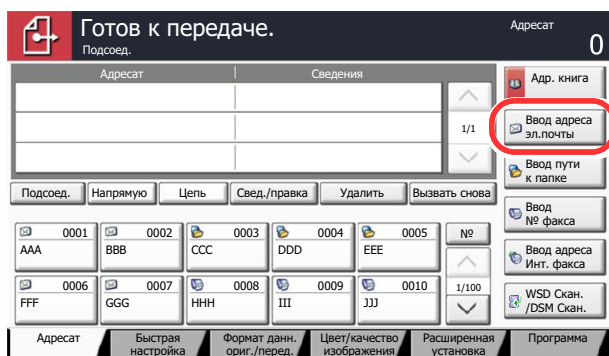 Готов к передаче.
Подсоед.
Адресат
0
Адресат
Сведения
1/1
Адр. книга
Ввод адреса
эл.почты
Ввод пути
к папке
Ввод
№ факса
Ввод адреса
Инт. факса
WSD Скан.
/DSM Скан.
Подсоед.
Напрямую
Цепь
Свед./правка
Удалить
Вызвать снова
0001
AAA
0002
BBB
0003
CCC
0004
DDD
0005
EEE
№
0006
FFF
0007
GGG
0008
HHH
0009
III
0010
JJJ
1/100
Адресат
Быстрая
настройка
Формат данн.
ориг./перед.
Цвет/качество
изображения
Расширенная
установка
Программа